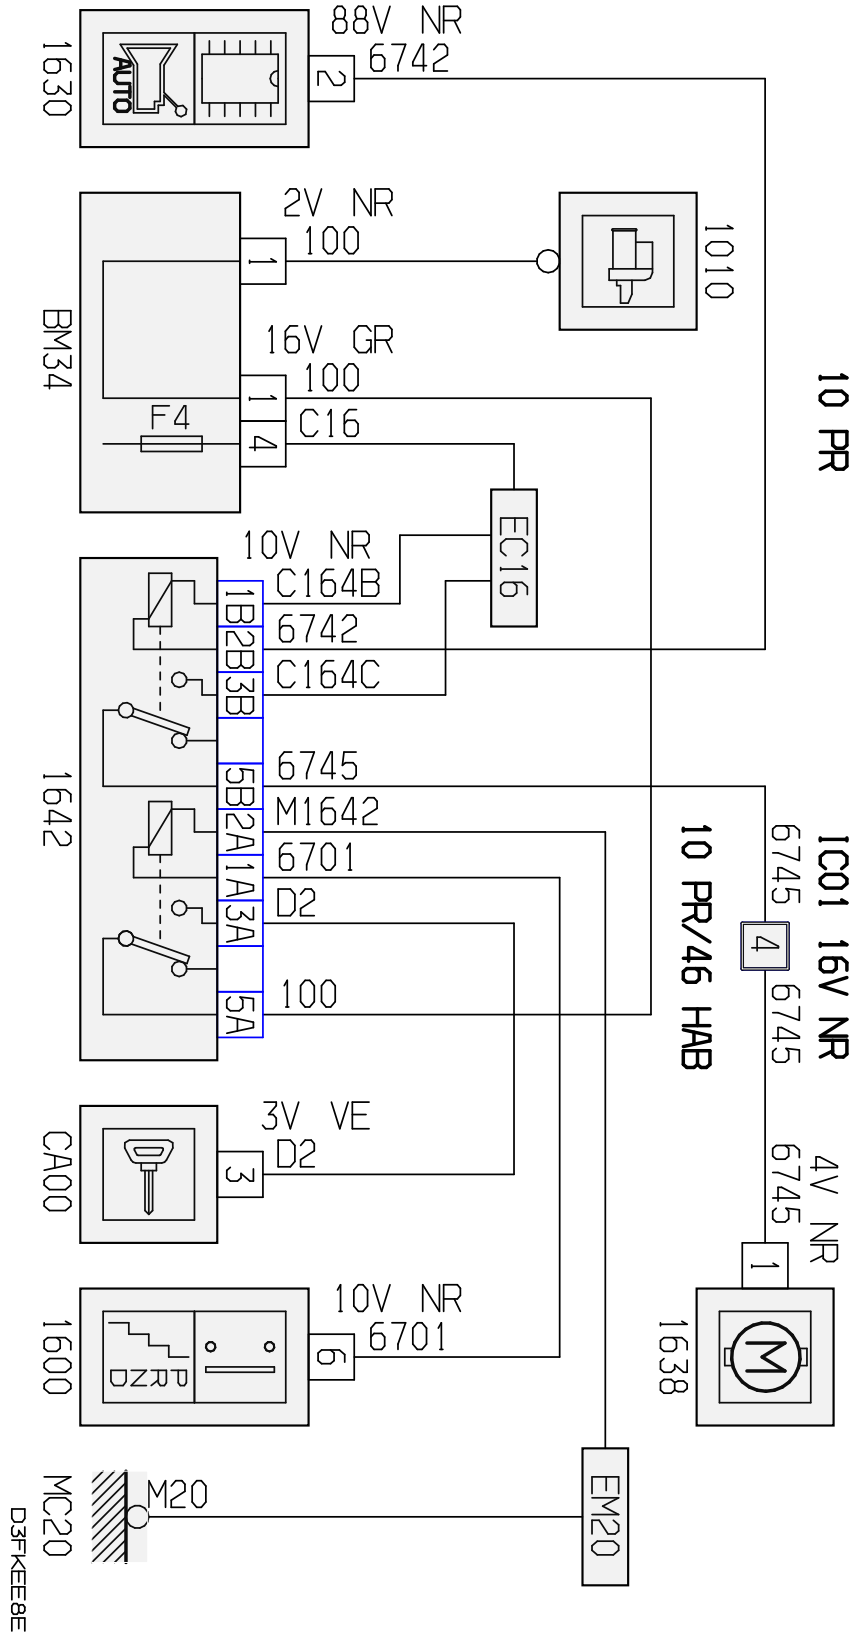 88V NR
6742
2
AUTO
1630
2V NR
100
1
1010
16V GR
100
1
C16
4
F4
BM34
10 PR
EC16
10V NR
C164B
1B
6742
2B
C164C
3B
6745
5B
M1642
2A
6701
1A
D2
3A
100
5A
1642
6745
4
6745
IC01 16V NR
10 PR/46 HAB
3V VE
D2
3
CA00
4V NR
6745
1
M
1638
10V NR
6701
6
PRND
1600
M20
MC20
EM20
D3FKEE8E